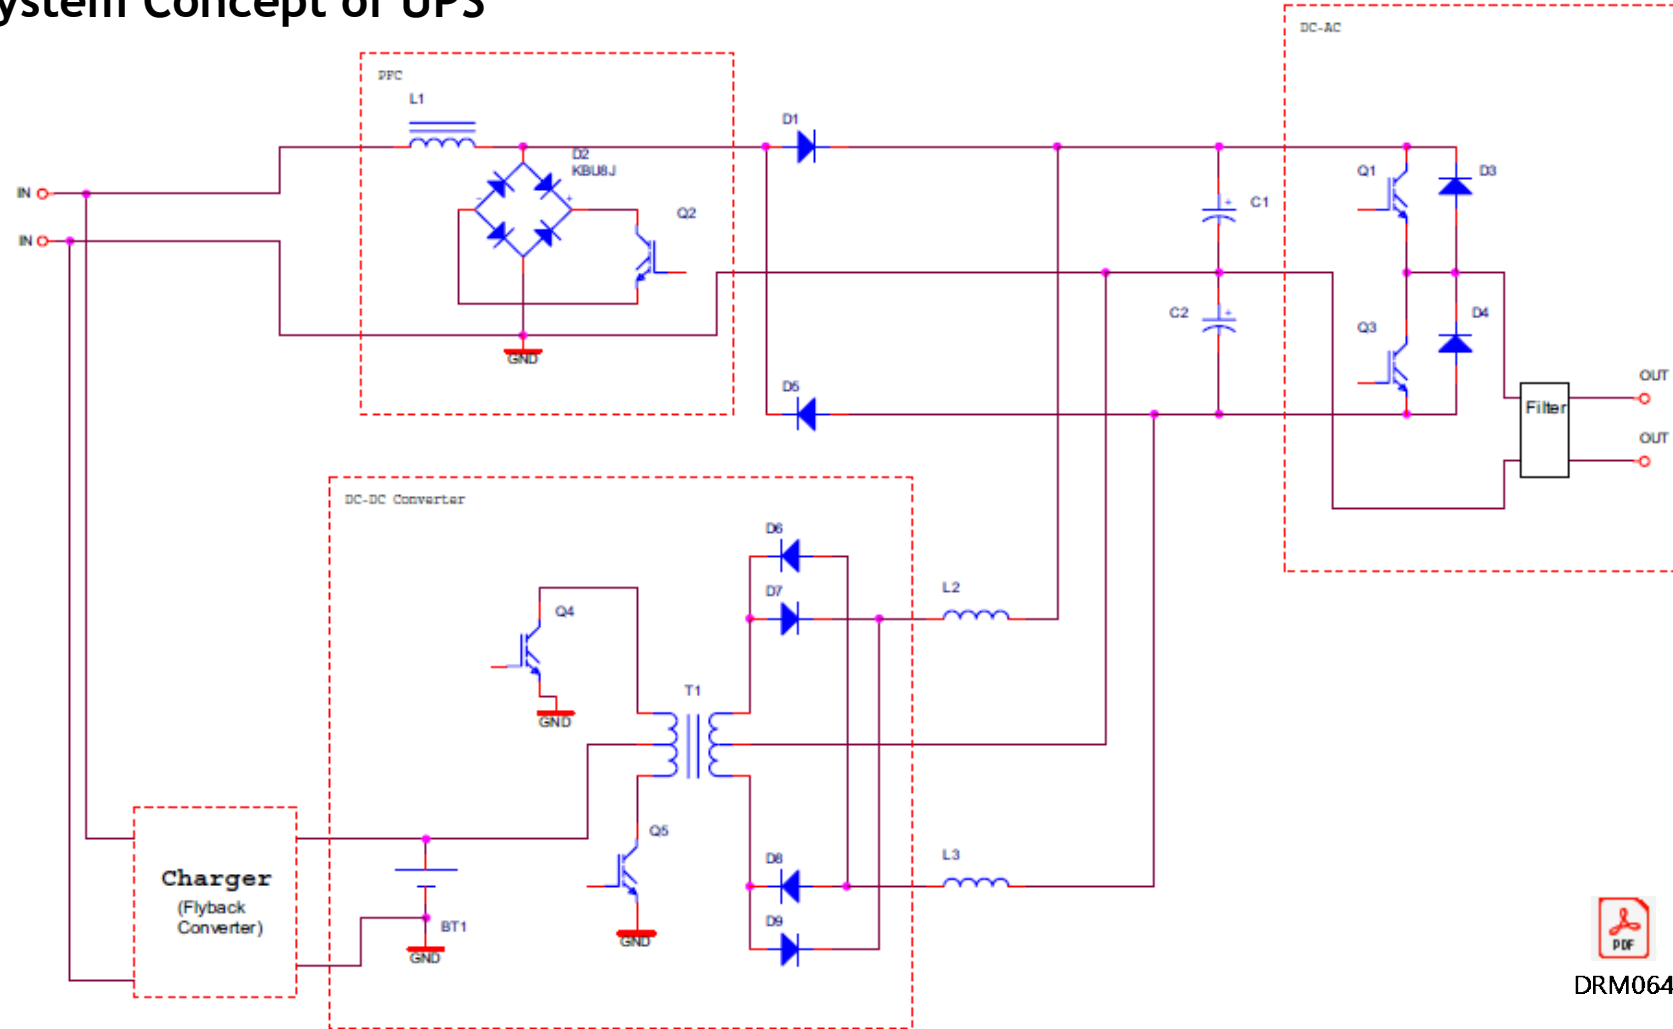 ystem Concept of UPS
DC-AC
PFC
L1
D1
D2
KBU8J
Q1
D3
IN
Q2
C1
IN
C2
Q3
D4
GND
D5
OUT
Filter
OUT
DC-DC Converter
D6
D7
L2
Q4
T1
GND
Q5
D8
L3
Charger
(Flyback
Converter)
D9
BT1
GND
GND
PDF
DRM064